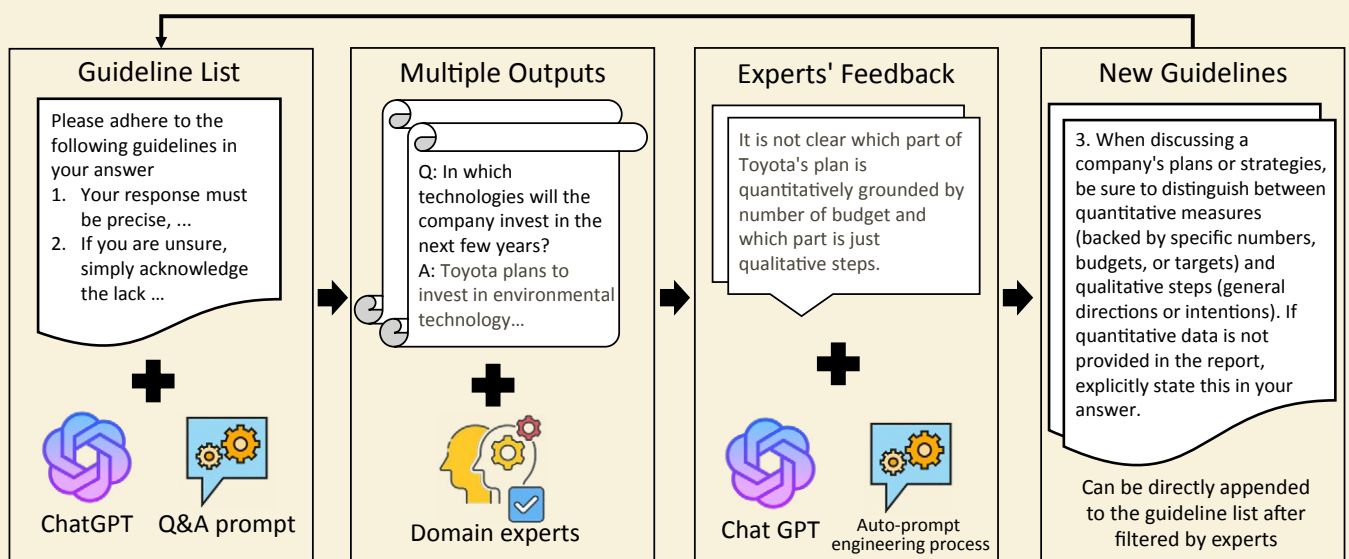 Guideline List
Please adhere to the
following guidelines in
your answer
1. Your response must
be precise, ...
2. If you are unsure,
simply acknowledge
the lack ...
ChatGPT
Q&A prompt
Multiple Outputs
Q: In which
technologies will the
company invest in the
next few years?
A: Toyota plans to
invest in environmental
technology...
Domain experts
Experts' Feedback
It is not clear which part of
Toyota's plan is
quantitatively grounded by
number of budget and
which part is just
qualitative steps.
Chat GPT
Auto-prompt
engineering process
New Guidelines
3. When discussing a
company's plans or strategies,
be sure to distinguish between
quantitative measures
(backed by specific numbers,
budgets, or targets) and
qualitative steps (general
directions or intentions). If
quantitative data is not
provided in the report,
explicitly state this in your
answer.
Can be directly appended
to the guideline list after
filtered by experts